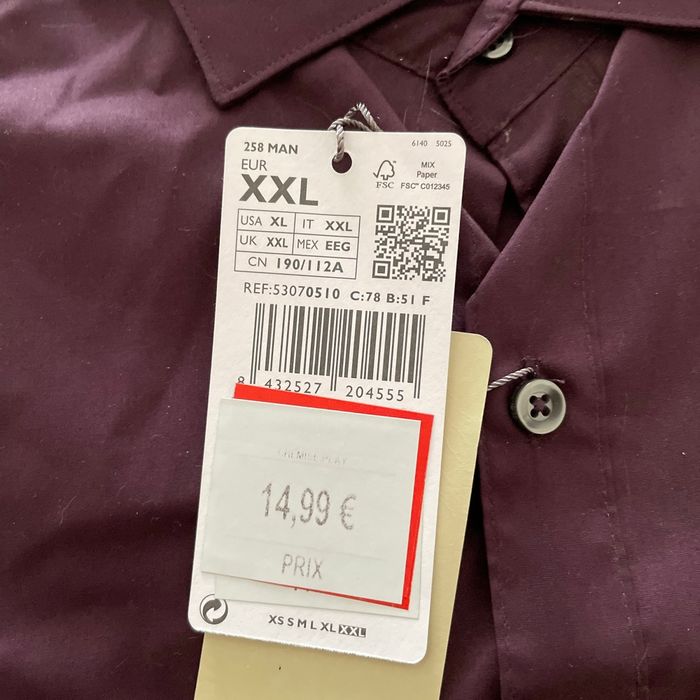 258 MAN
6140 5025
EUR
XXL
FSC
MIX
Paper
FSC™ C012345
USA XL IT XXL
UK XXL MEX EEG
CN 190/112A
REF:53070510 C:78 B:51 F
8 432527 204555
14,99 €
PRIX
XS S M L XL XXL